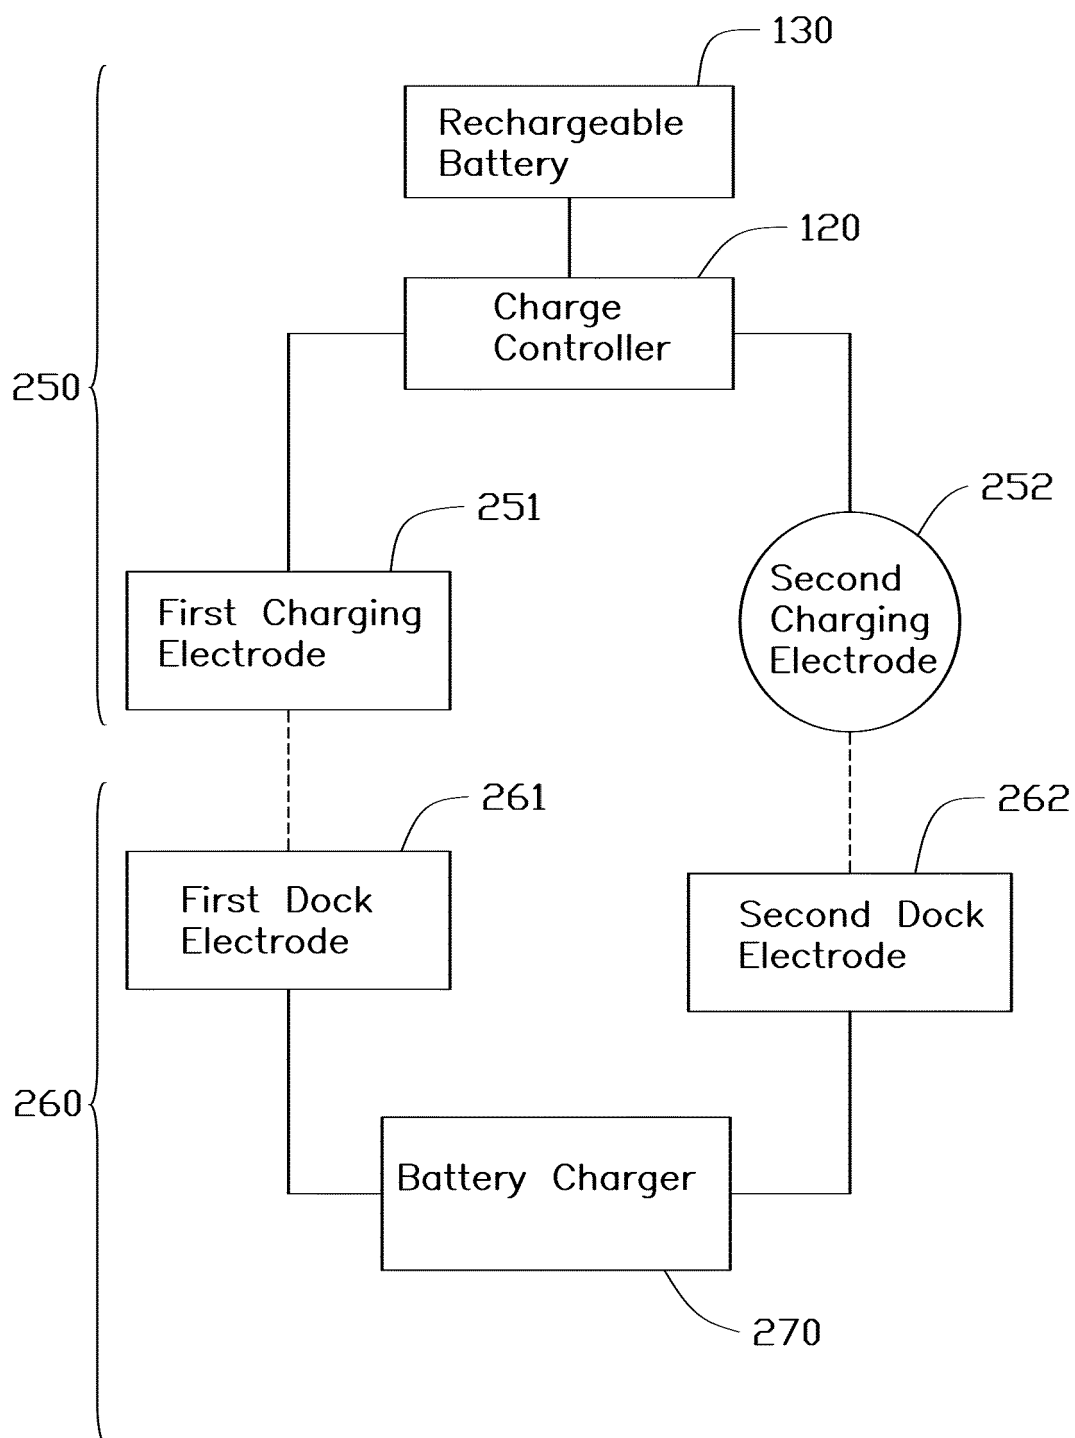 130
Rechargeable
Battery
120
Charge
Controller
250
251
252
First Charging
Electrode
Second
Charging
Electrode
261
262
First Dock
Electrode
Second Dock
Electrode
260
Battery Charger
270